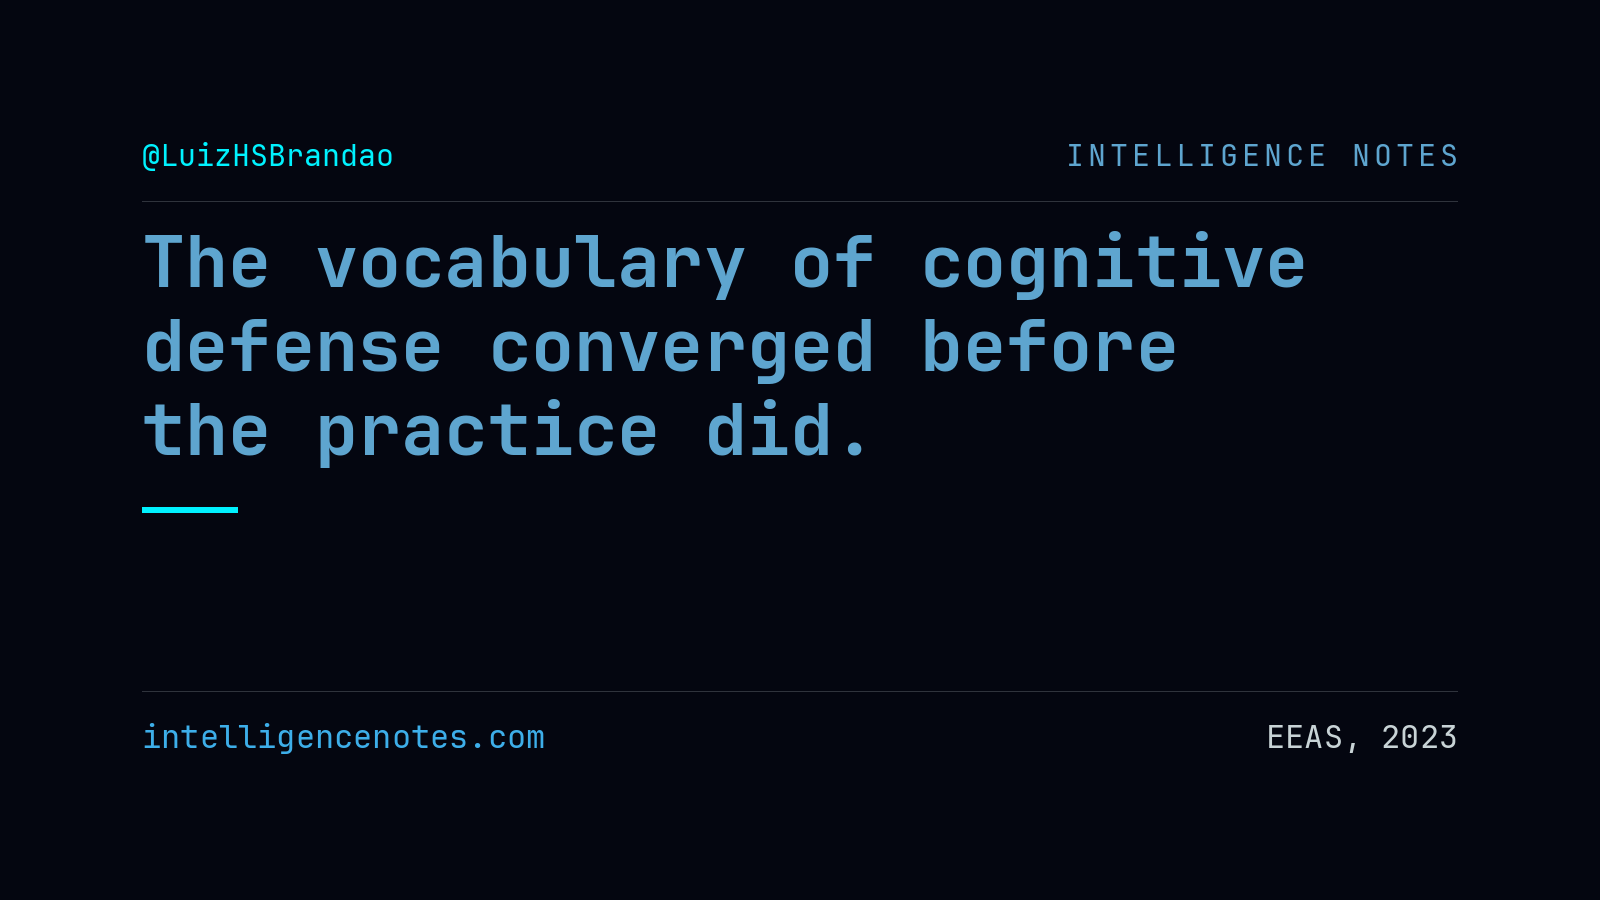 @LuizHSBrandao
INTELLIGENCE NOTES
The vocabulary of cognitive
defense converged before
the practice did.
intelligencenotes.com
EEAS, 2023